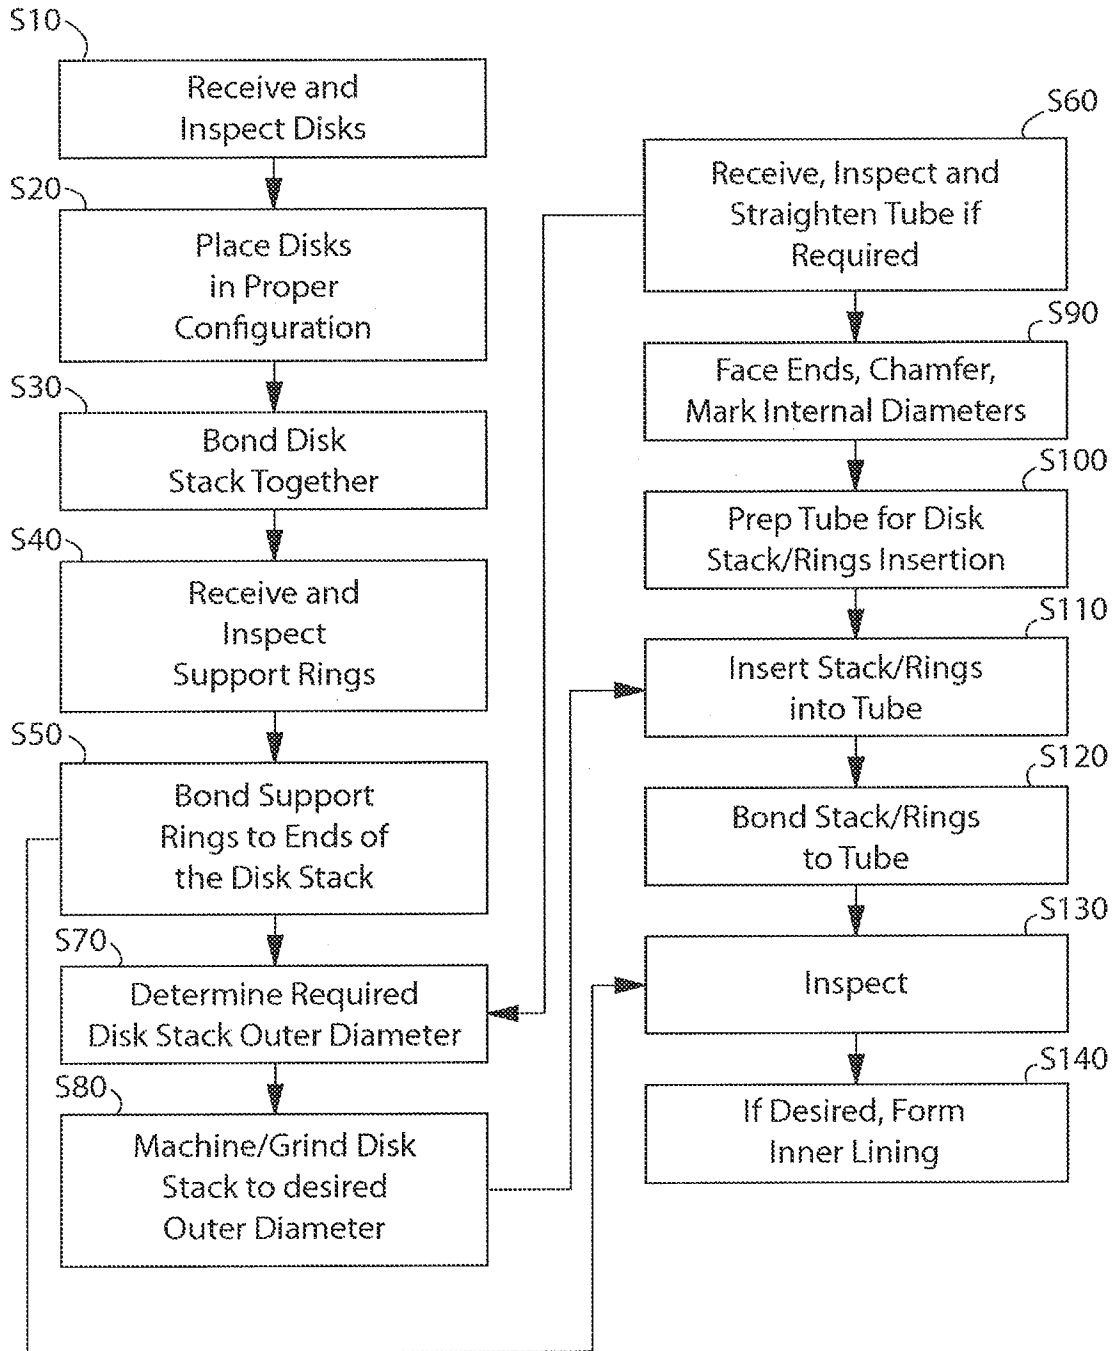 S10
Receive and
Inspect Disks
S20
Place Disks
in Proper
Configuration
S30
Bond Disk
Stack Together
S40
Receive and
Inspect
Support Rings
S50
Bond Support
Rings to Ends of
the Disk Stack
S70
Determine Required
Disk Stack Outer Diameter
S80
Machine/Grind Disk
Stack to desired
Outer Diameter
S60
Receive, Inspect and
Straighten Tube if
Required
S90
Face Ends, Chamfer,
Mark Internal Diameters
S100
Prep Tube for Disk
Stack/Rings Insertion
S110
Insert Stack/Rings
into Tube
S120
Bond Stack/Rings
to Tube
S130
Inspect
S140
If Desired, Form
Inner Lining